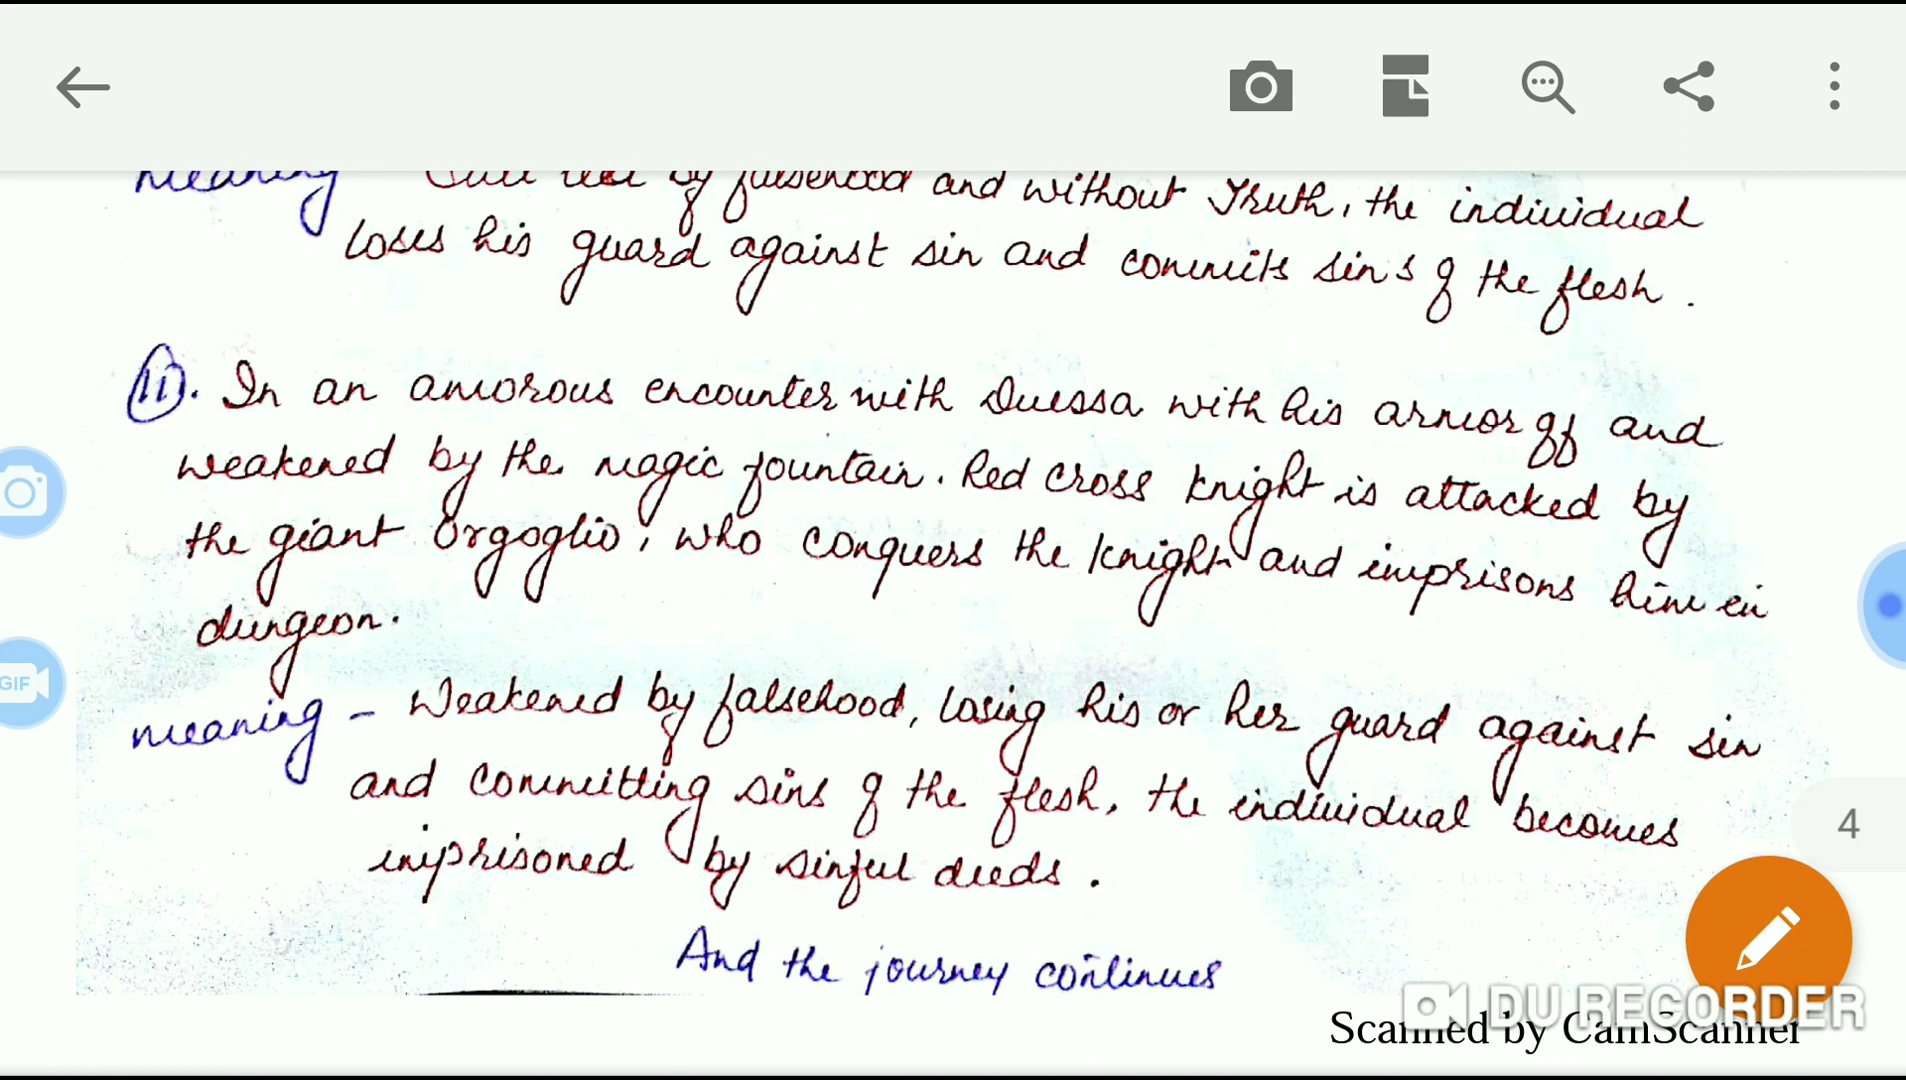 meaning by falsehood and without Truth, the individual
loses his guard against sin and commits sins of the flesh.
11. In an amorous encounter with Duessa with his armor off and
weakened by the magic fountain. Red Cross knight is attacked by
the giant Orgoglio, who conquers the knight and imprisons him in
dungeon.
meaning - Weakened by falsehood, losing his or her guard against sin
and committing sins of the flesh, the individual becomes
imprisoned by sinful deeds.
And the journey continues
GIF
4
DU RECORDER
Scanned by CamScanner